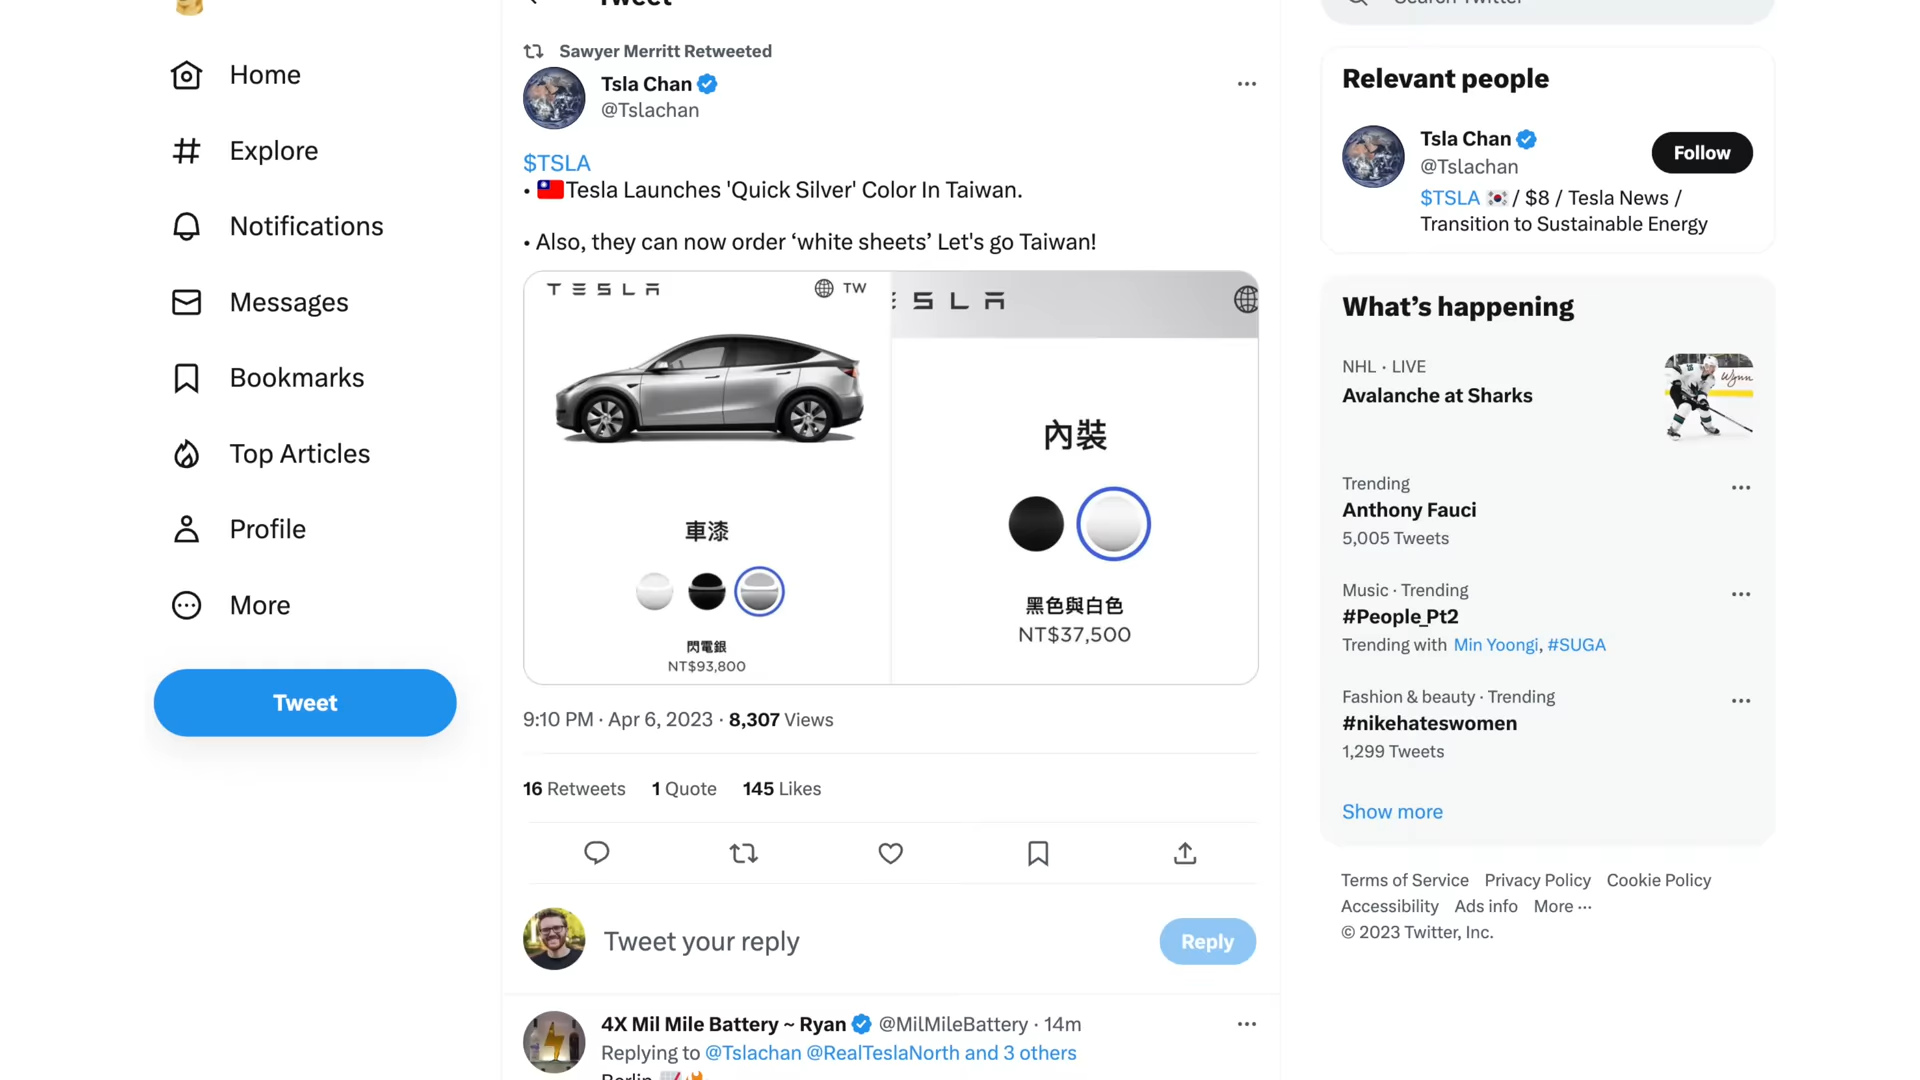 Tweet
Search Twitter
Home
Explore
Notifications
Messages
Bookmarks
Top Articles
Profile
More
Tweet
Sawyer Merritt Retweeted
Tsla Chan
@Tslachan
$TSLA
• 🇹🇼Tesla Launches 'Quick Silver' Color In Taiwan.
• Also, they can now order ‘white sheets’ Let's go Taiwan!
TESLA
TW
車漆
閃電銀
NT$93,800
ESLA
內裝
黑色與白色
NT$37,500
9:10 PM · Apr 6, 2023 · 8,307 Views
16 Retweets 1 Quote 145 Likes
Tweet your reply
Reply
4X Mil Mile Battery ~ Ryan @MilMileBattery · 14m
Replying to @Tslachan @RealTeslaNorth and 3 others
Berlin
Relevant people
Tsla Chan
@Tslachan
Follow
$TSLA 🇰🇷 / $8 / Tesla News /
Transition to Sustainable Energy
What’s happening
NHL · LIVE
Avalanche at Sharks
Wynn
Trending
Anthony Fauci
5,005 Tweets
Music · Trending
#People_Pt2
Trending with Min Yoongi, #SUGA
Fashion & beauty · Trending
#nikehateswomen
1,299 Tweets
Show more
Terms of Service Privacy Policy Cookie Policy
Accessibility Ads info More ···
© 2023 Twitter, Inc.